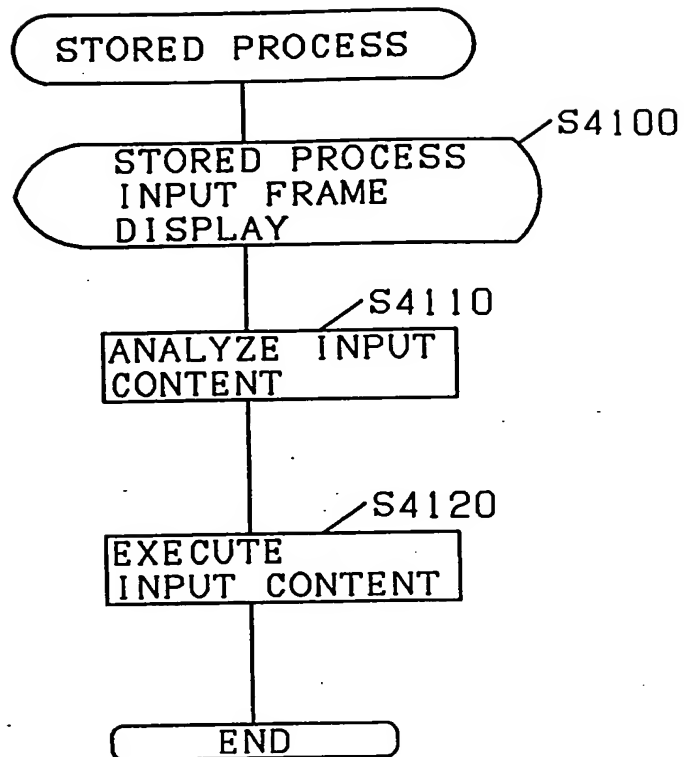 STORED PROCESS
S4100
STORED PROCESS
INPUT FRAME
DISPLAY
S4110
ANALYZE INPUT
CONTENT
S4120
EXECUTE
INPUT CONTENT
END